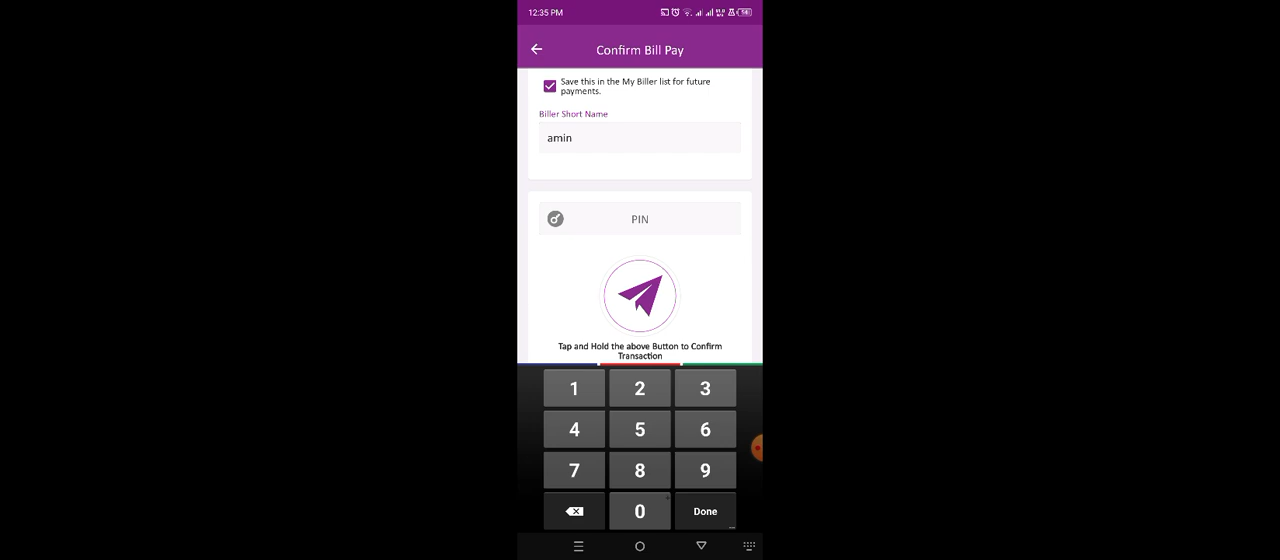 12:35 PM
Confirm Bill Pay
Save this in the My Biller list for future
payments.
Biller Short Name
amin
PIN
Tap and Hold the above Button to Confirm
Transaction
1 2 3
4 5 6
7 8 9
0 Done